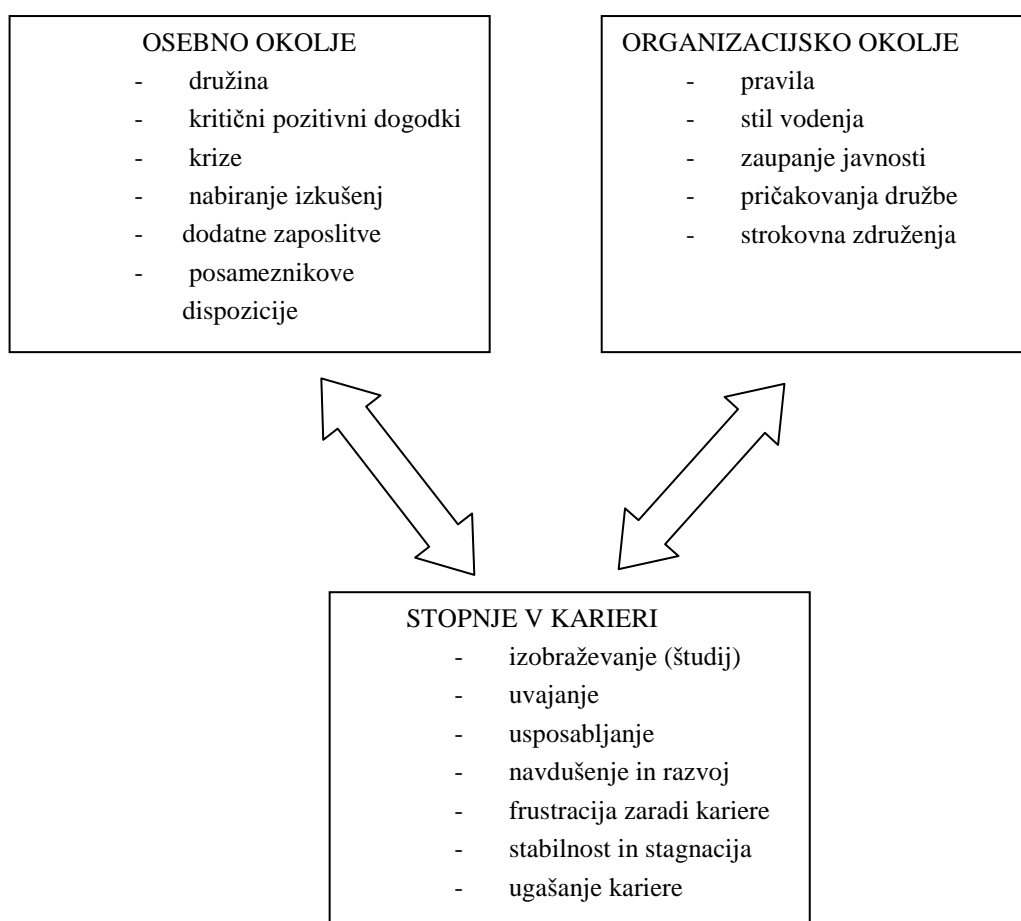 OSEBNO OKOLJE
- družina
- kritični pozitivni dogodki
- krize
- nabiranje izkušenj
- dodatne zaposlitve
- posameznikove
dispozicije
ORGANIZACIJSKO OKOLJE
- pravila
- stil vodenja
- zaupanje javnosti
- pričakovanja družbe
- strokovna združenja
STOPNJE V KARIERI
- izobraževanje (študij)
- uvajanje
- usposabljanje
- navdušenje in razvoj
- frustracija zaradi kariere
- stabilnost in stagnacija
- ugašanje kariere